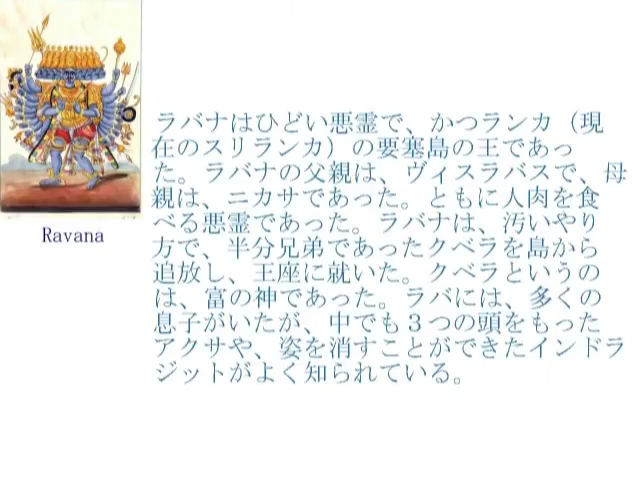 ラバナはひどい悪霊で、かつランカ（現
在のスリランカ）の要塞島の王であっ
た。ラバナの父親は、ヴィスラバスで、母
親は、ニカサであった。ともに人肉を食
べる悪霊であった。ラバナは、汚いやり
方で、半分兄弟であったクベラを島から
追放し、王座に就いた。クベラというの
は、富の神であった。ラバには、多くの
息子がいたが、中でも３つの頭をもった
アクサや、姿を消すことができたインドラ
ジットがよく知られている。
Ravana